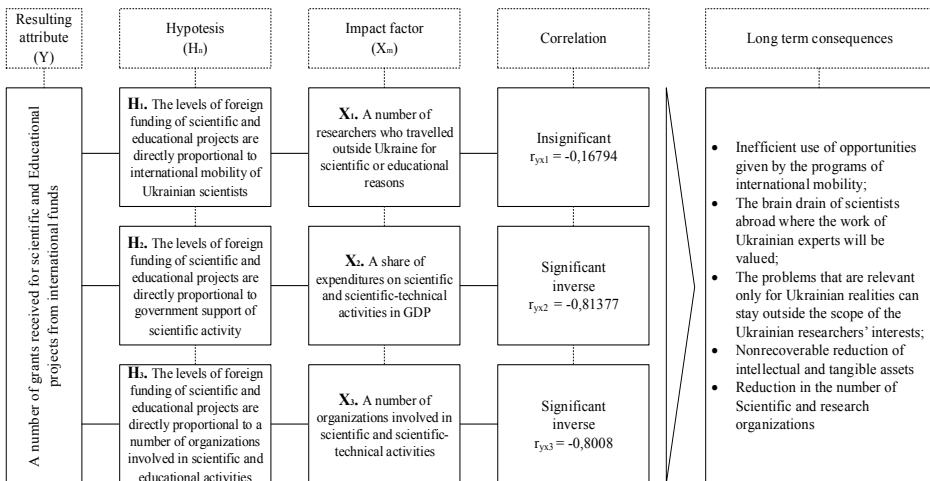 Resulting
attribute
(Y)
Hypotesis
(Hn)
Impact factor
(Xm)
Correlation
Long term consequences
A number of grants received for scientific and Educational
projects from international funds
H1. The levels of foreign
funding of scientific and
educational projects are
directly proportional to
international mobility of
Ukrainian scientists
X1. A number of
researchers who travelled
outside Ukraine for
scientific or educational
reasons
Insignificant
ryx1 = -0,16794
H2. The levels of foreign
funding of scientific and
educational projects are
directly proportional to
government support of
scientific activity
X2. A share of
expenditures on scientific
and scientific-technical
activities in GDP
Significant
inverse
ryx2 = -0,81377
H3. The levels of foreign
funding of scientific and
educational projects are
directly proportional to a
number of organizations
involved in scientific and
educational activities
X3. A number of
organizations involved in
scientific and scientific-
technical activities
Significant
inverse
ryx3 = -0,8008
• Inefficient use of opportunities
given by the programs of
international mobility;
• The brain drain of scientists
abroad where the work of
Ukrainian experts will be
valued;
• The problems that are relevant
only for Ukrainian realities can
stay outside the scope of the
Ukrainian researchers’ interests;
• Nonrecoverable reduction of
intellectual and tangible assets
• Reduction in the number of
Scientific and research
organizations